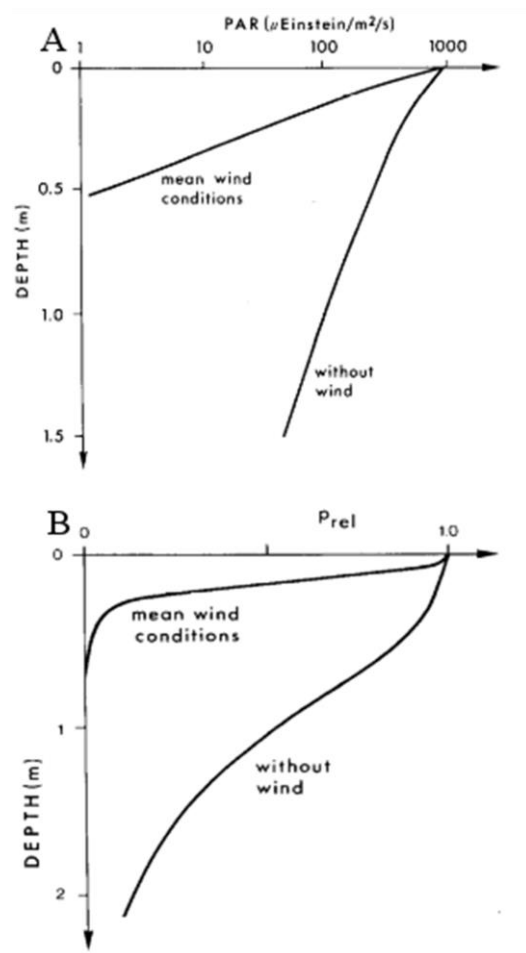 A
PAR (μEinstein/m²/s)
1 10 100 1000
0
mean wind
conditions
0.5
DEPTH (m)
1.0
without
wind
1.5
B
Prel
0 1.0
0
mean wind
conditions
1
without
wind
DEPTH (m)
2